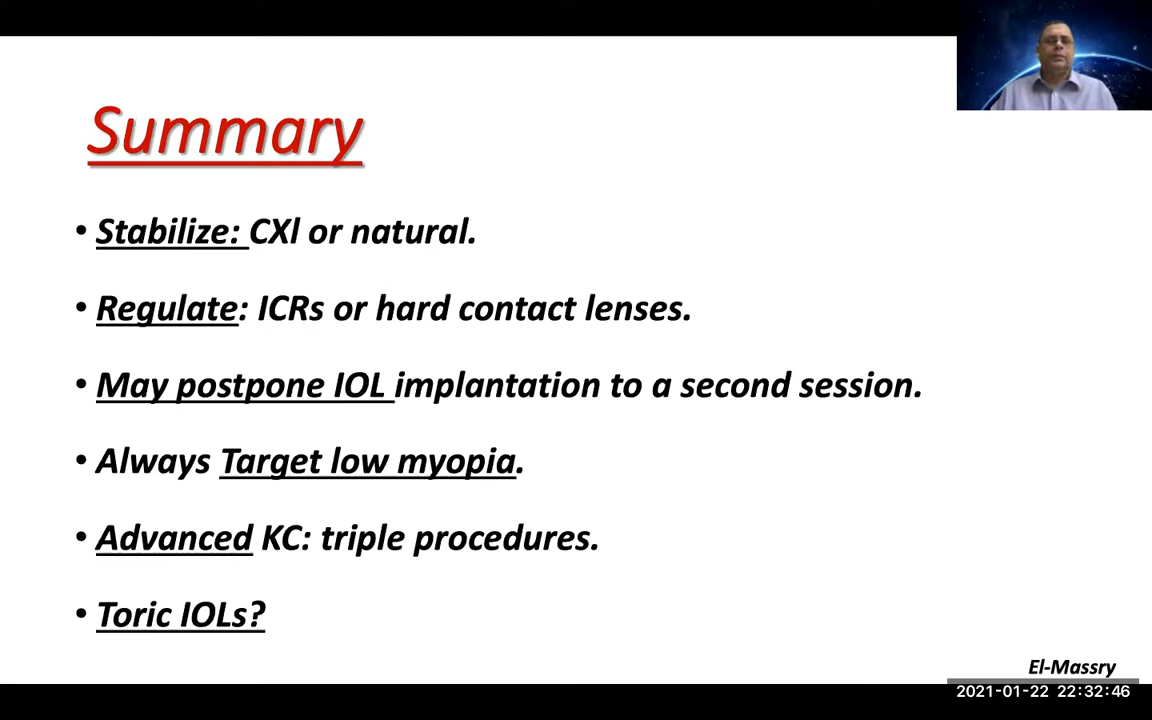 Summary
• Stabilize: CXl or natural.
• Regulate: ICRs or hard contact lenses.
• May postpone IOL implantation to a second session.
• Always Target low myopia.
• Advanced KC: triple procedures.
• Toric IOLs?
El-Massry
2021-01-22 22:32:46